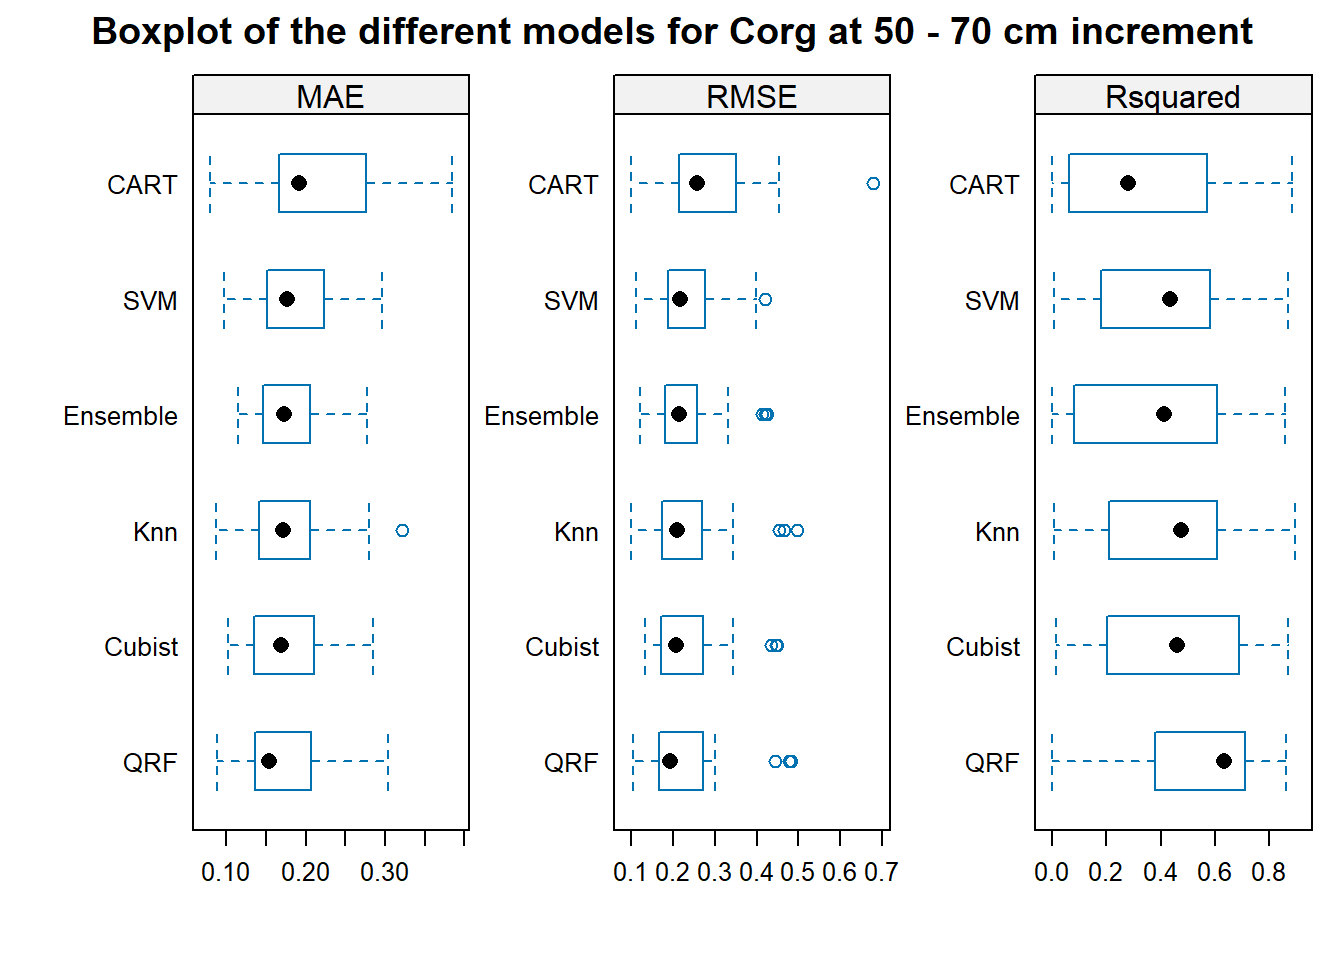 Boxplot of the different models for Corg at 50 - 70 cm increment
MAE
CART
SVM
Ensemble
Knn
Cubist
QRF
0.10 0.20 0.30
RMSE
CART
SVM
Ensemble
Knn
Cubist
QRF
0.1 0.2 0.3 0.4 0.5 0.6 0.7
Rsquared
CART
SVM
Ensemble
Knn
Cubist
QRF
0.0 0.2 0.4 0.6 0.8